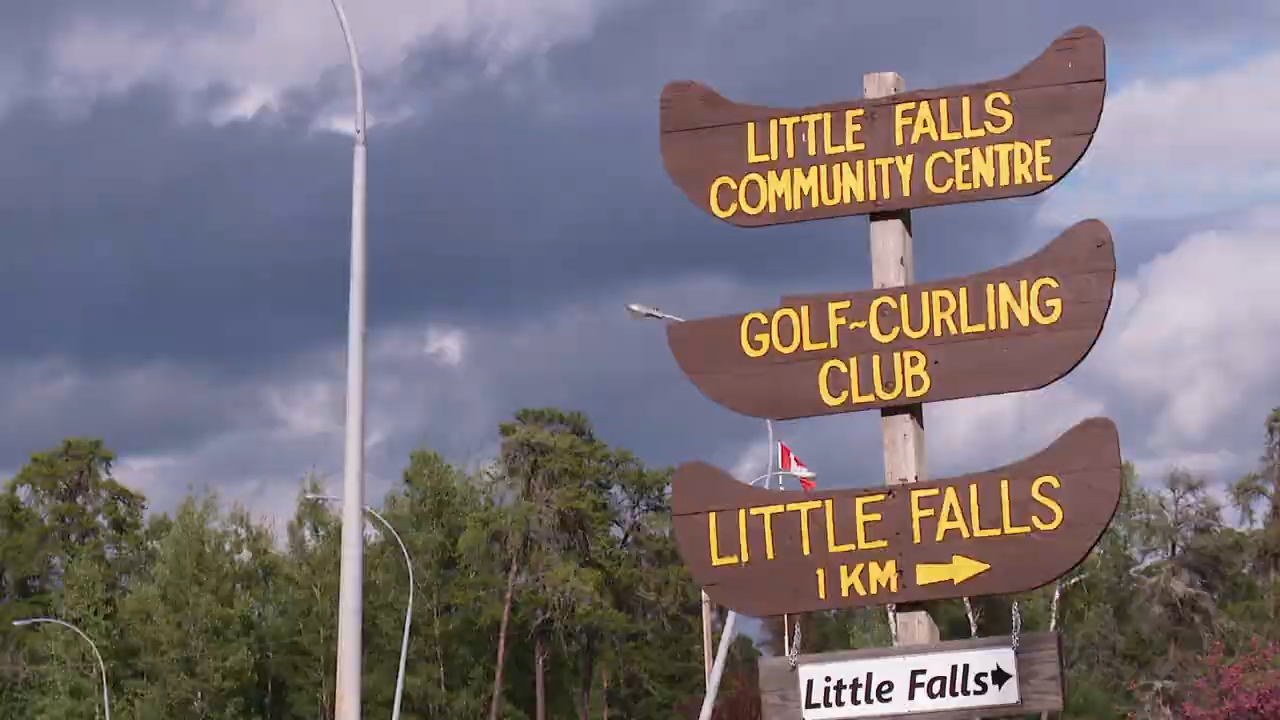 LITTLE FALLS
COMMUNITY CENTRE
GOLF~CURLING
CLUB
LITTLE FALLS
1 KM →
Little Falls→